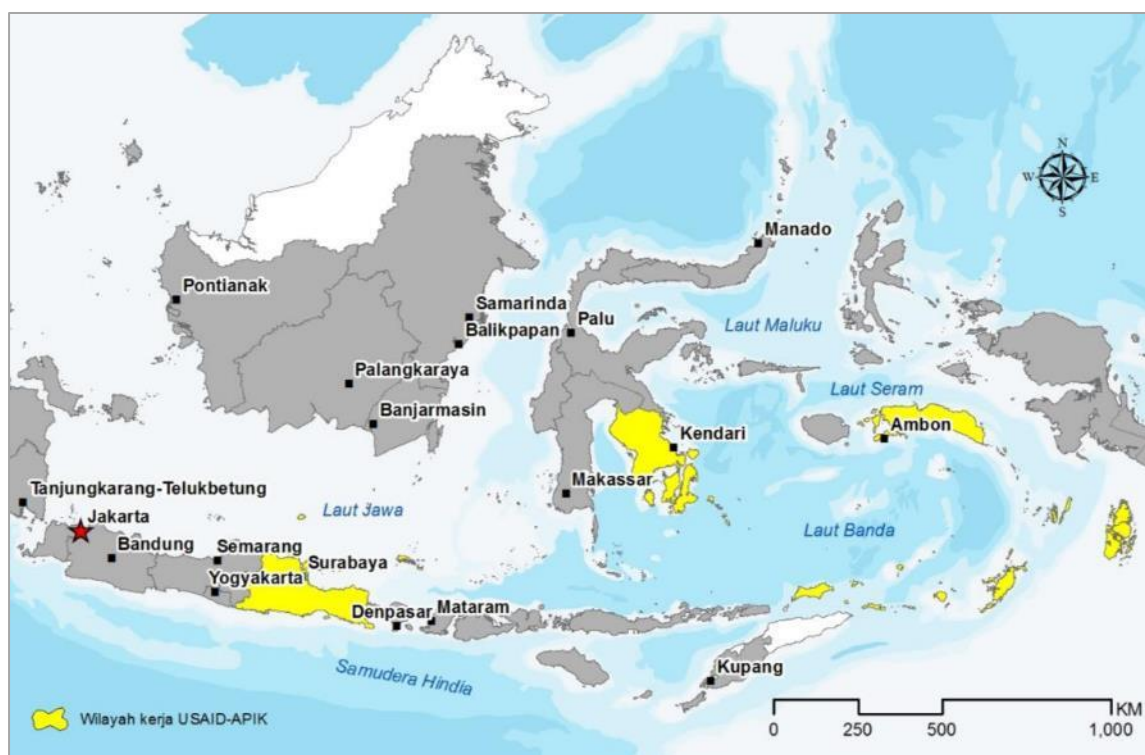 N
W
E
S
Manado
Pontianak
Samarinda
Palu
Laut Maluku
Balikpapan
Palangkaraya
Laut Seram
Banjarmasin
Kendari
Ambon
Makassar
Tanjungkarang-Telukbetung
Jakarta
Laut Jawa
Laut Banda
Bandung
Semarang
Surabaya
Yogyakarta
Denpasar
Mataram
Samudera Hindia
Kupang
Wilayah kerja USAID-APIK
KM
0 250 500 1,000